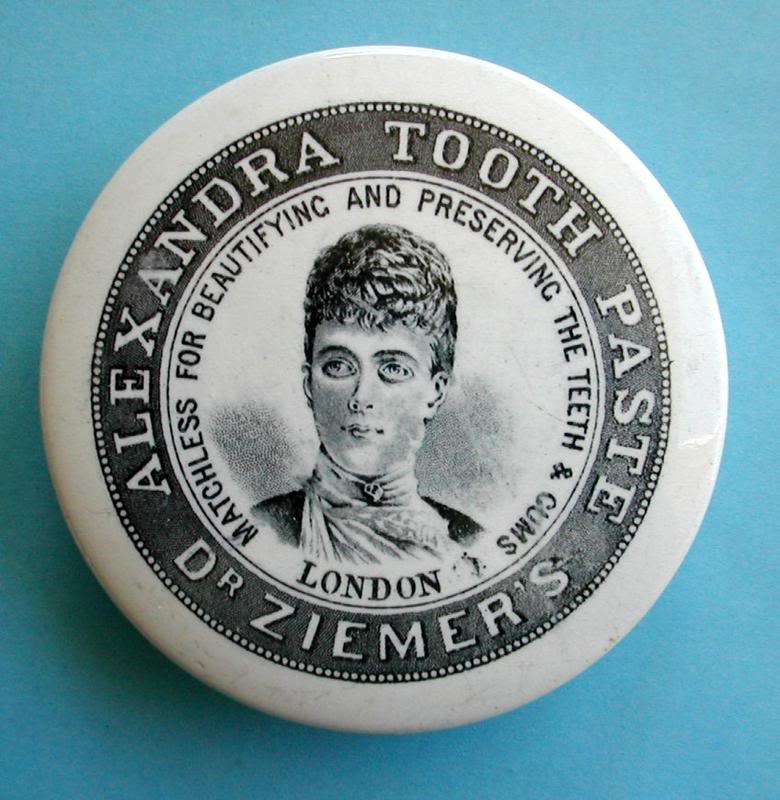 ALEXANDRA TOOTH PASTE
MATCHLESS FOR BEAUTIFYING AND PRESERVING THE TEETH & GUMS
LONDON
DR ZIEMER'S